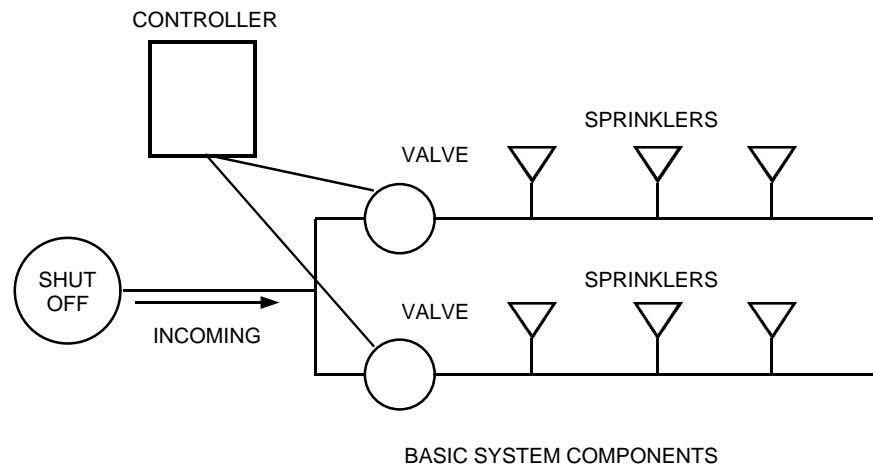 CONTROLLER
SPRINKLERS
VALVE
SHUT
OFF
INCOMING
SPRINKLERS
VALVE
BASIC SYSTEM COMPONENTS